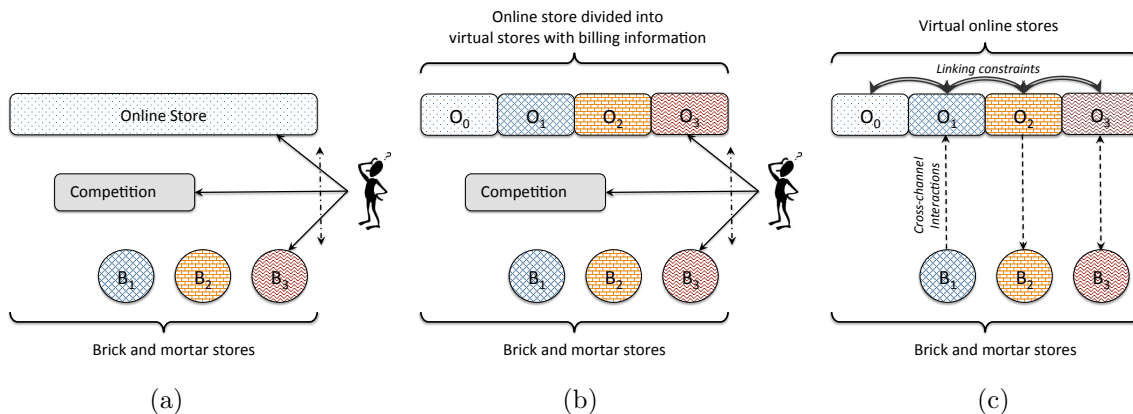 Online Store
Competition
?
B1
B2
B3
Brick and mortar stores
(a)
Online store divided into
virtual stores with billing information
O0
O1
O2
O3
Competition
?
B1
B2
B3
Brick and mortar stores
(b)
Virtual online stores
Linking constraints
O0
O1
O2
O3
Cross-channel
Interactions
B1
B2
B3
Brick and mortar stores
(c)